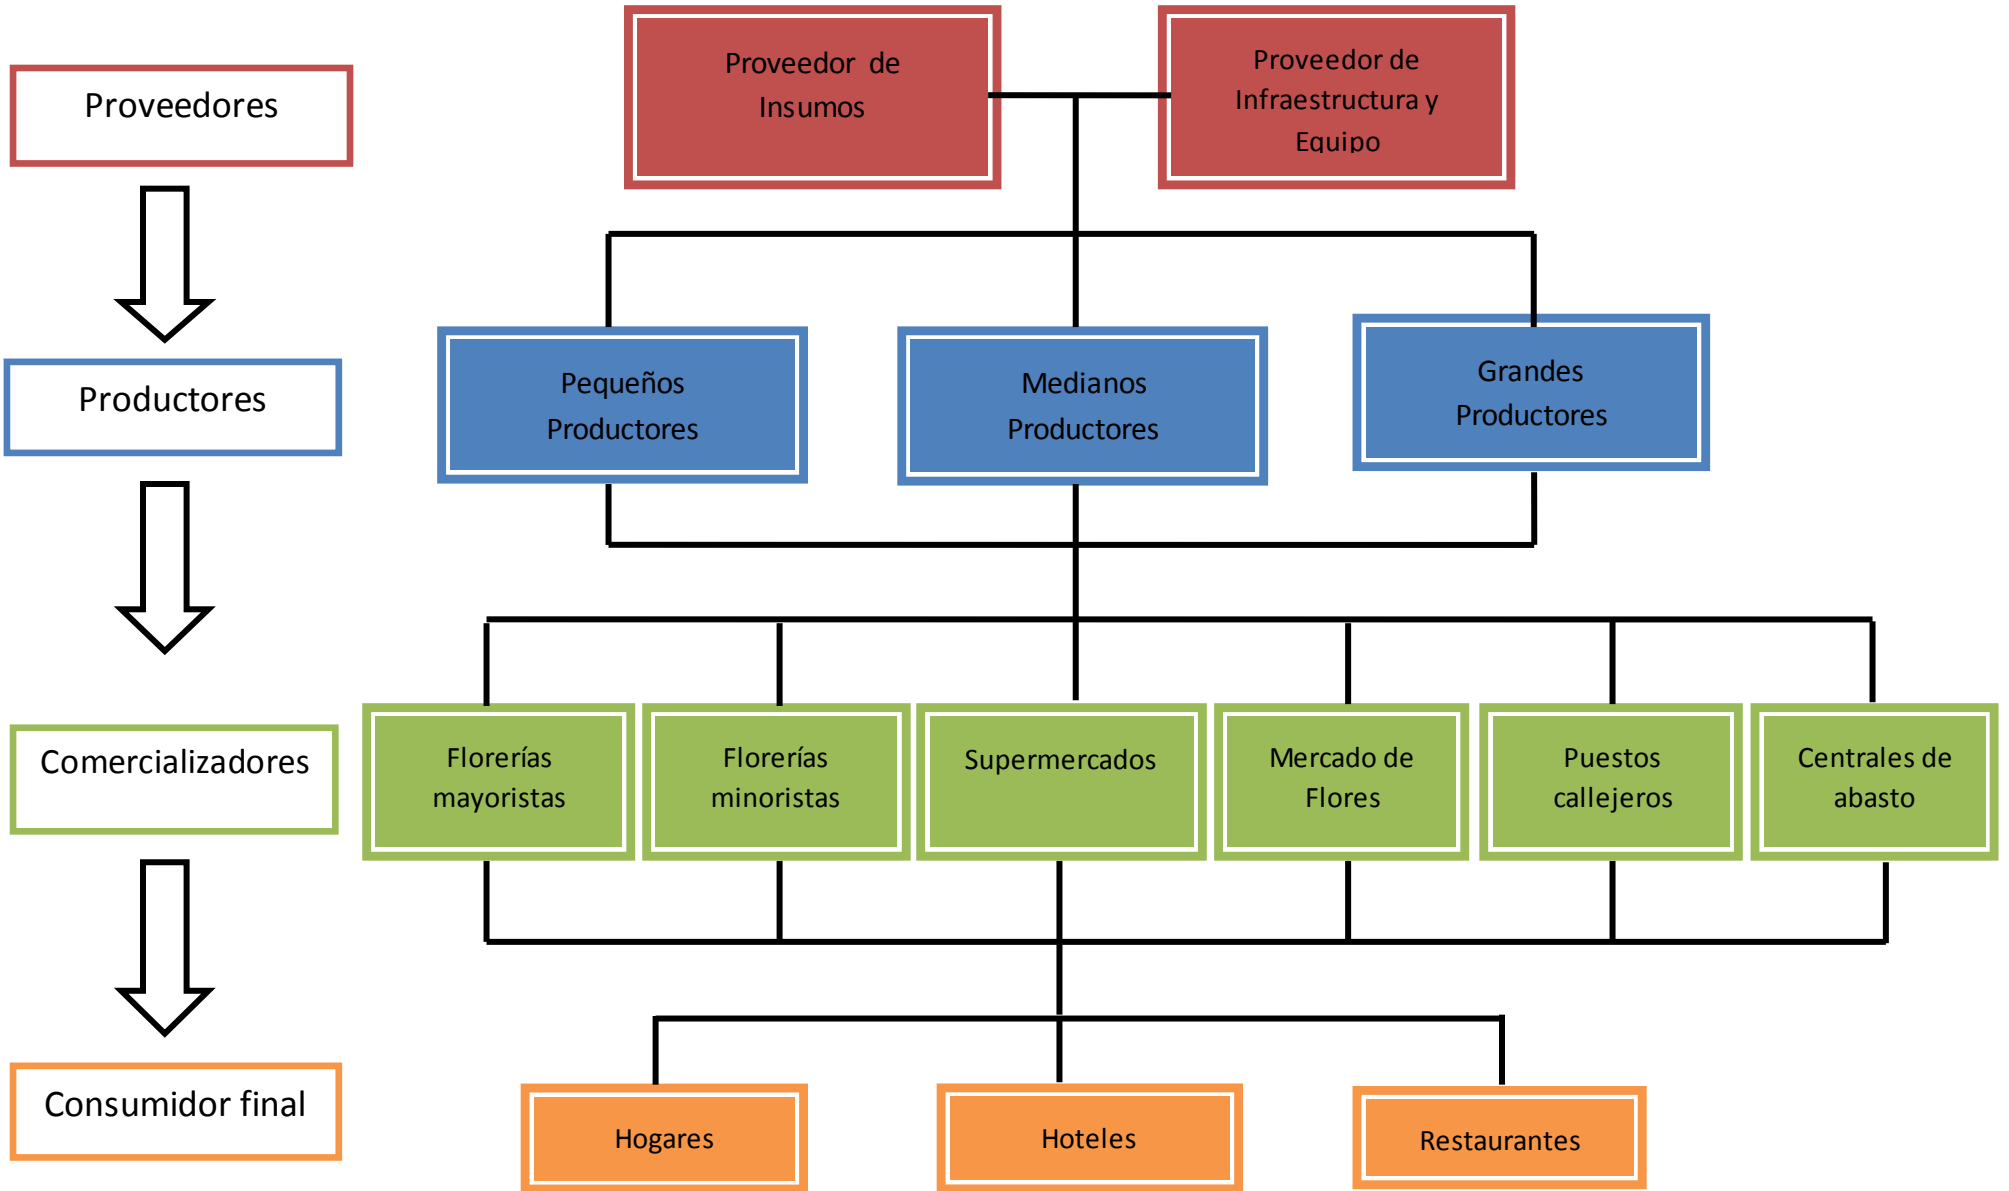 Proveedores
Proveedor de
Insumos
Proveedor de
Infraestructura y
Equipo
Productores
Pequeños
Productores
Medianos
Productores
Grandes
Productores
Comercializadores
Florerías
mayoristas
Florerías
minoristas
Supermercados
Mercado de
Flores
Puestos
callejeros
Centrales de
abasto
Consumidor final
Hogares
Hoteles
Restaurantes